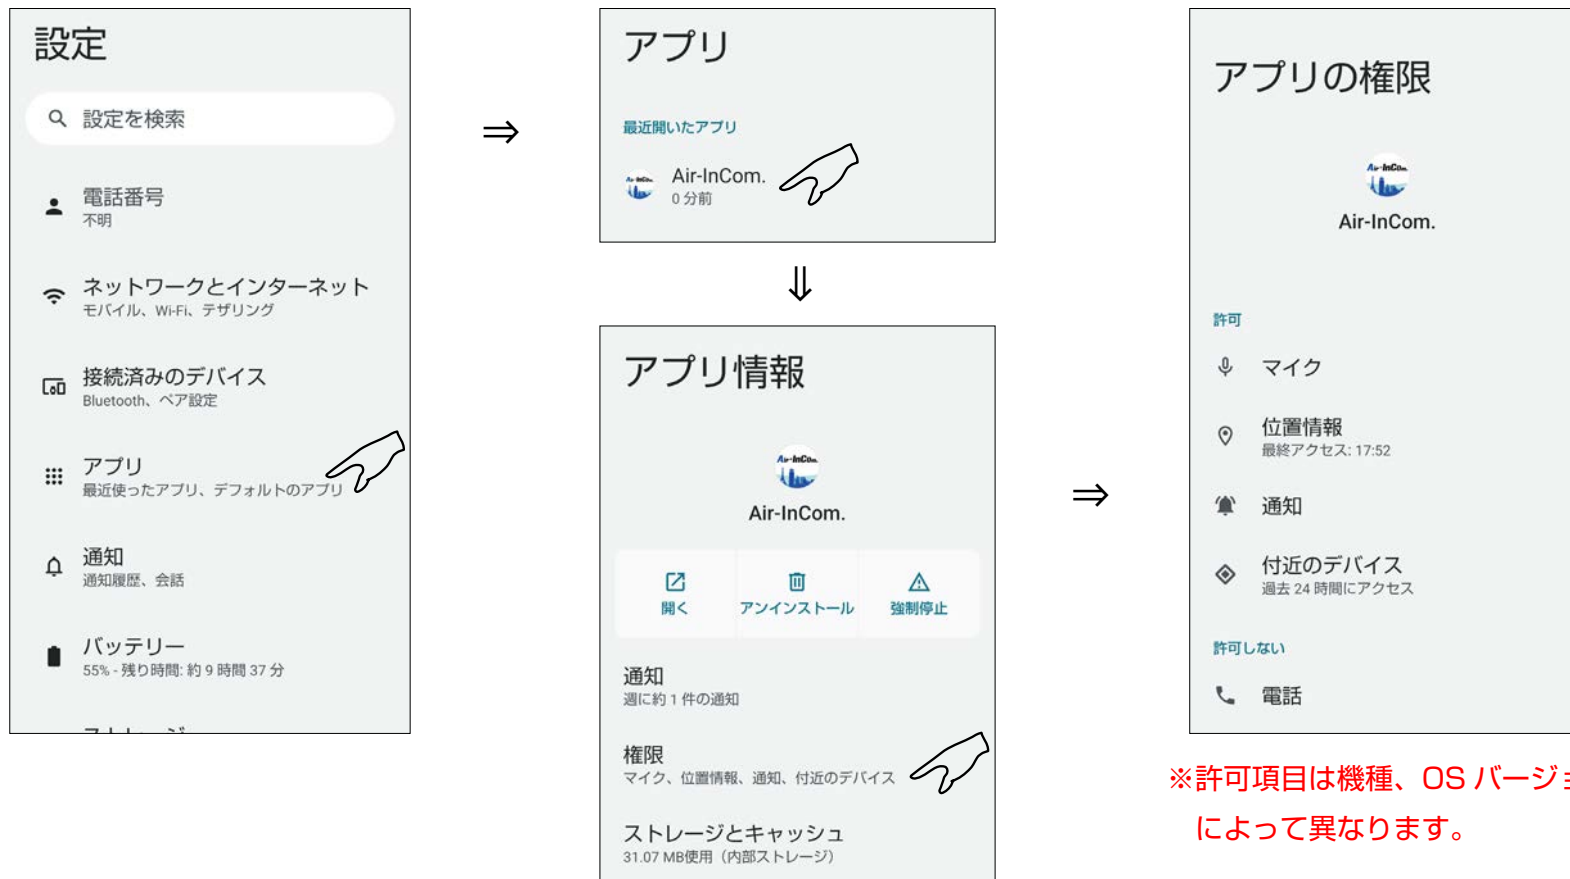 設定
設定を検索
電話番号
不明
ネットワークとインターネット
モバイル、Wi-Fi、テザリング
接続済みのデバイス
Bluetooth、ペア設定
アプリ
最近使ったアプリ、デフォルトのアプリ
通知
通知履歴、会話
バッテリー
55% - 残り時間: 約 9 時間 37 分
⇒
アプリ
最近開いたアプリ
Air-InCom.
Air-InCom.
0 分前
⇓
アプリ情報
Air-InCom.
Air-InCom.
開く
アンインストール
強制停止
通知
週に約 1 件の通知
権限
マイク、位置情報、通知、付近のデバイス
ストレージとキャッシュ
31.07 MB使用（内部ストレージ）
⇒
アプリの権限
Air-InCom.
Air-InCom.
許可
マイク
位置情報
最終アクセス: 17:52
通知
付近のデバイス
過去 24 時間にアクセス
許可しない
電話
※許可項目は機種、OS バージョ
によって異なります。